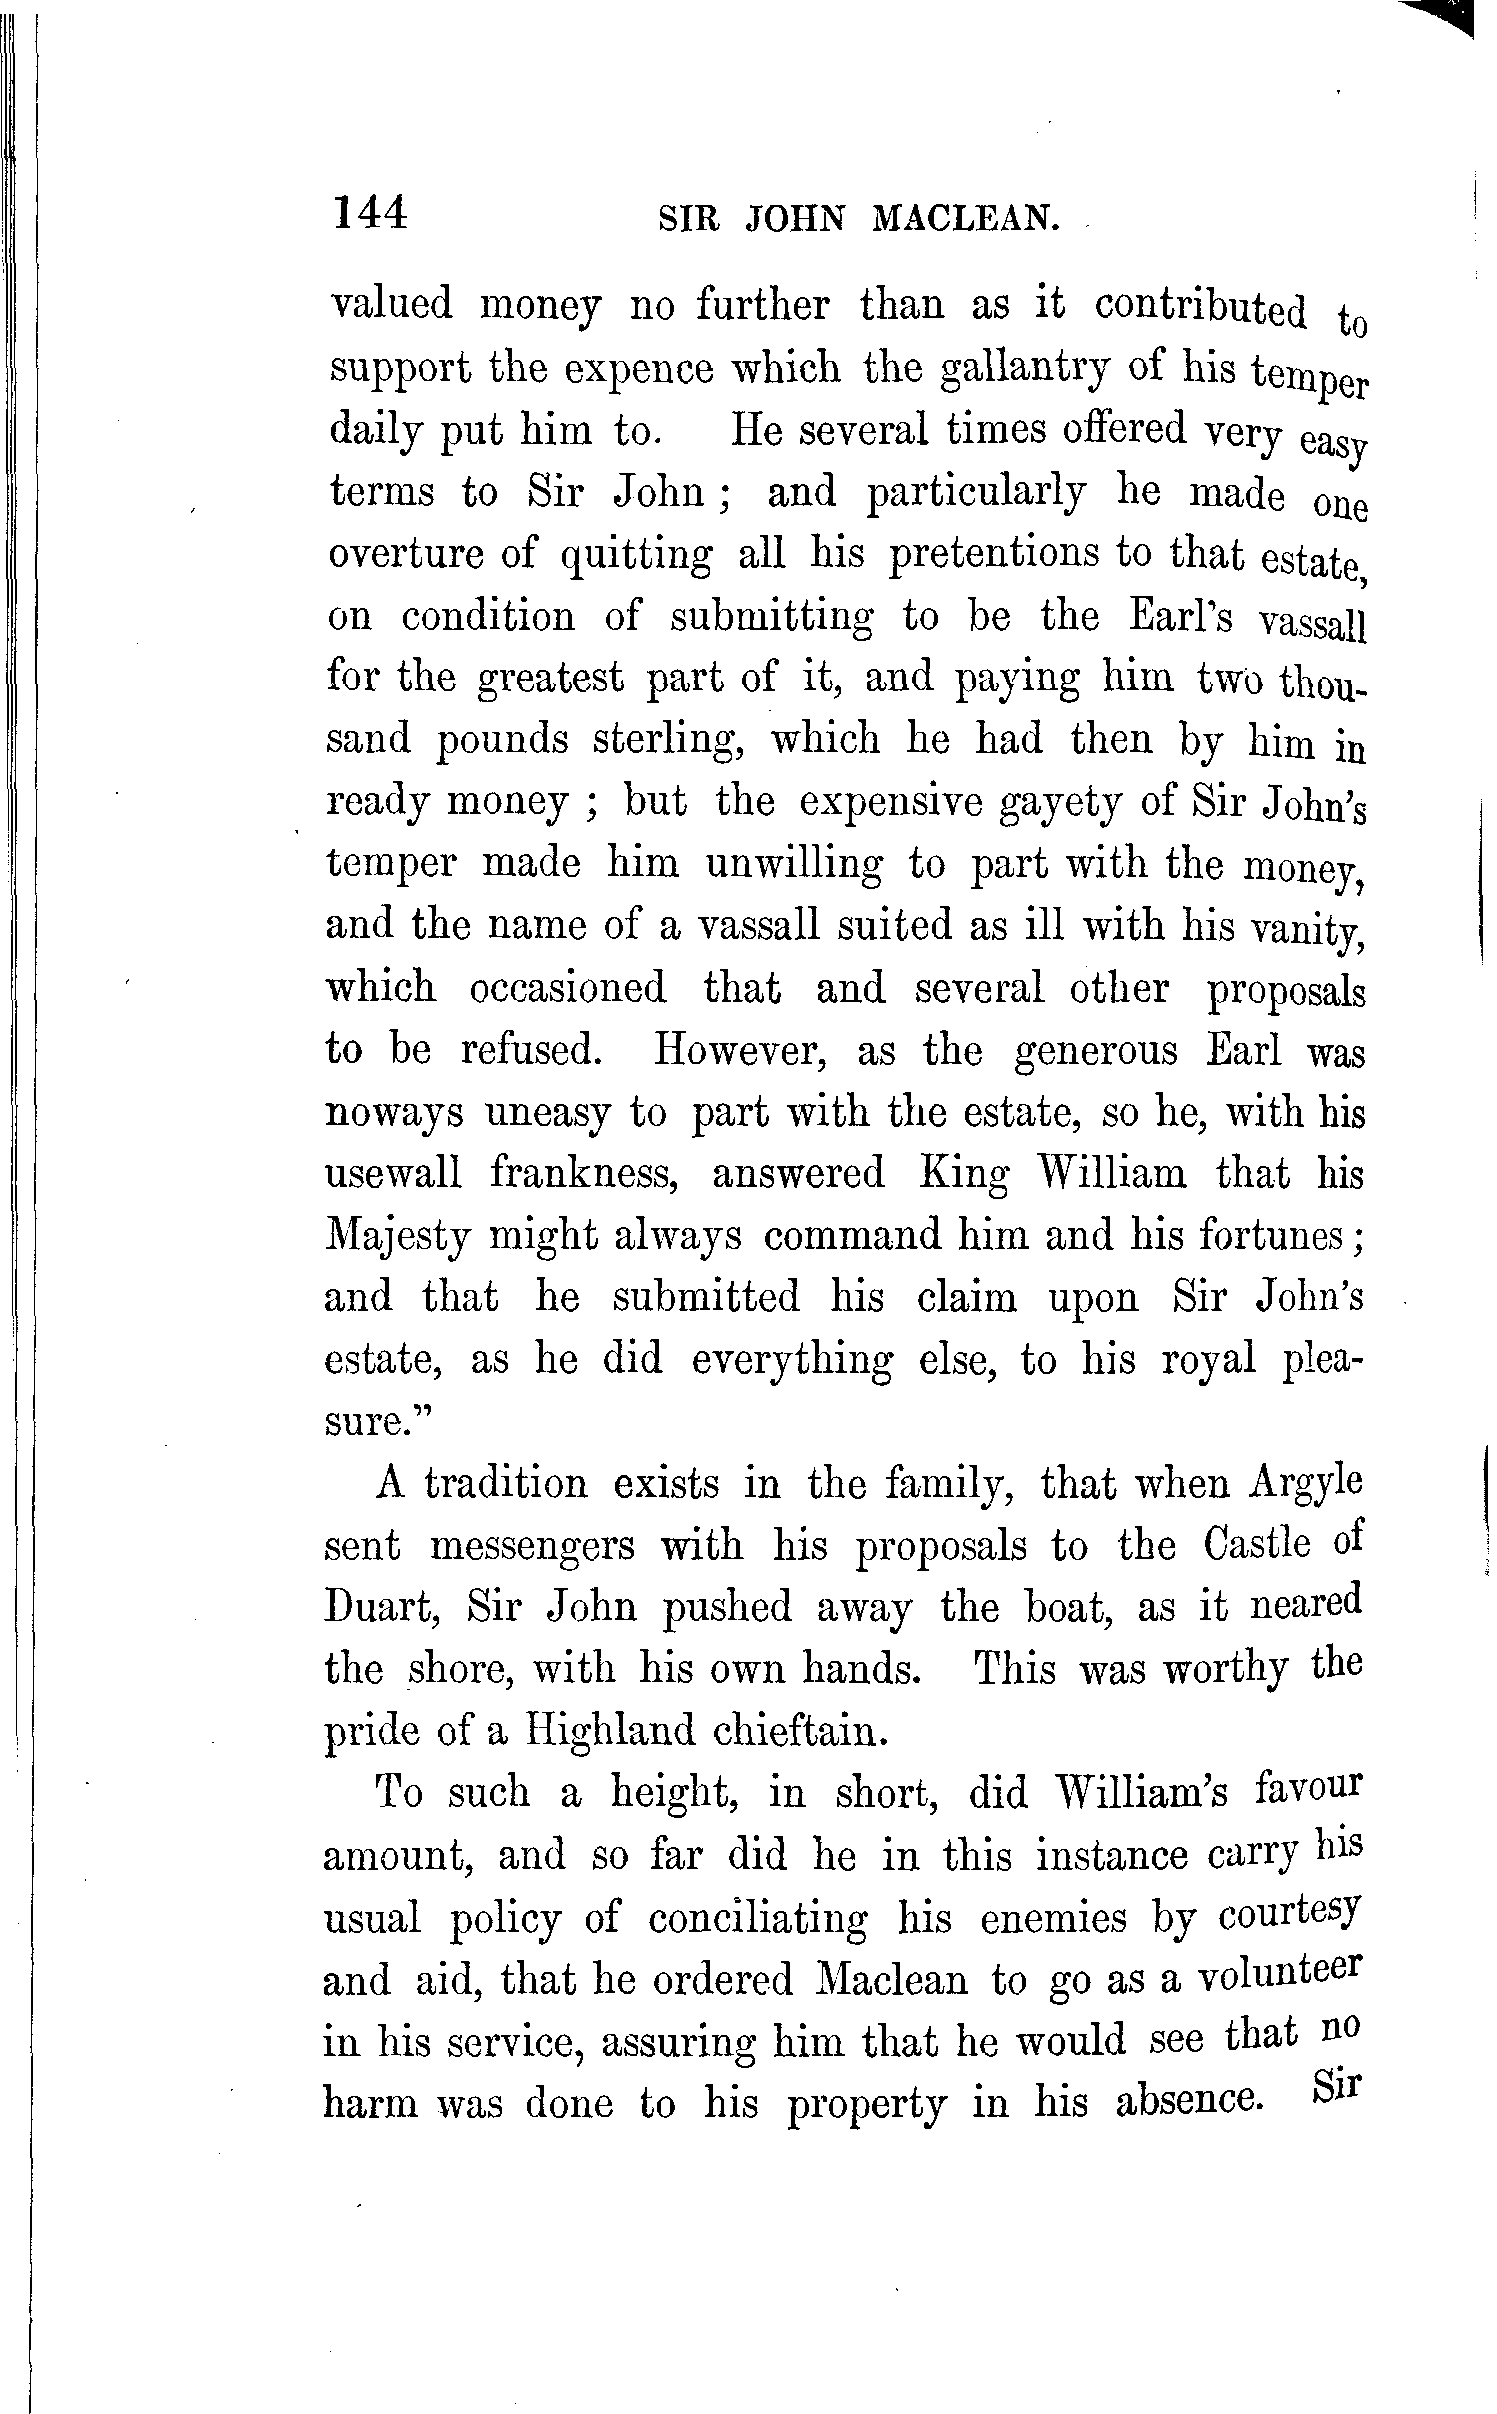 144 SIR JOHN MACLEAN.
valued money no further than as it contributed to
support the expence which the gallantry of his temper
daily put him to. He several times offered very easy
terms to Sir John ; and particularly he made one
overture of quitting all his pretentions to that estate,
on condition of submitting to be the Earl's vassall
for the greatest part of it, and paying him two thou-
sand pounds sterling, which he had then by him in
ready money ; but the expensive gayety of Sir John's
temper made him unwilling to part with the money,
and the name of a vassall suited as ill with his vanity,
which occasioned that and several other proposals
to be refused. However, as the generous Earl was
noways uneasy to part with the estate, so he, with his
usewall frankness, answered King William that his
Majesty might always command him and his fortunes ;
and that he submitted his claim upon Sir John's
estate, as he did everything else, to his royal plea-
sure."
A tradition exists in the family, that when Argyle
sent messengers with his proposals to the Castle of
Duart, Sir John pushed away the boat, as it neared
the shore, with his own hands. This was worthy the
pride of a Highland chieftain.
To such a height, in short, did William's favour
amount, and so far did he in this instance carry his
usual policy of conciliating his enemies by courtesy
and aid, that he ordered Maclean to go as a volunteer
in his service, assuring him that he would see that no
harm was done to his property in his absence. Sir